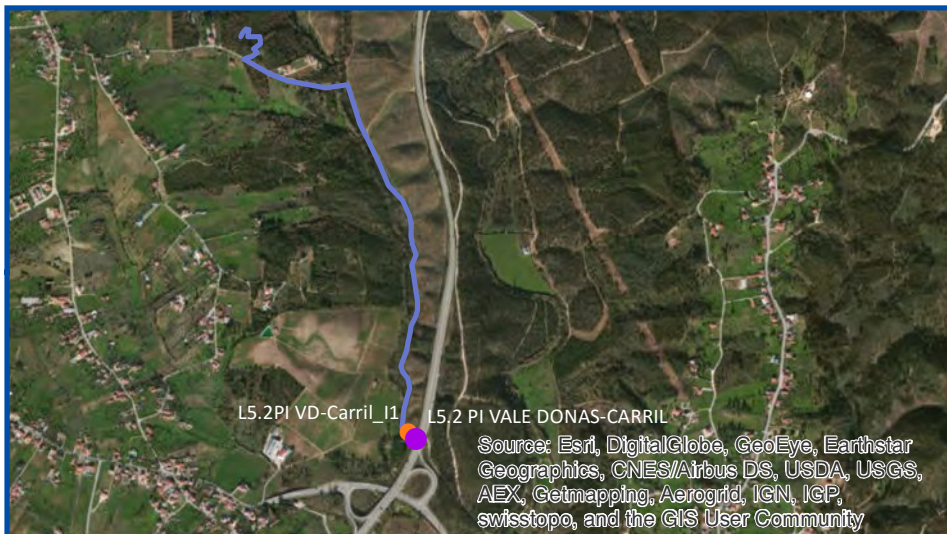 L5.2PI VD-Carril_I1
L5.2 PI VALE DONAS-CARRIL
Source: Esri, DigitalGlobe, GeoEye, Earthstar
Geographics, CNES/Airbus DS, USDA, USGS,
AEX, Getmapping, Aerogrid, IGN, IGP,
swisstopo, and the GIS User Community